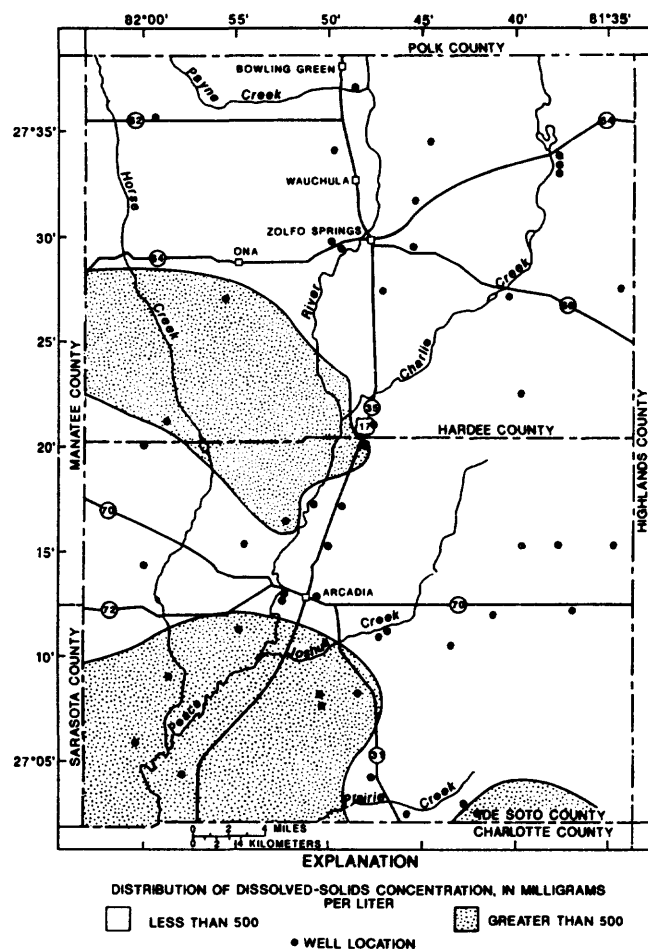 82°00' 55' 50' 45' 40' 81°35'
POLK COUNTY
BOWLING GREEN
Payne Creek
27°35'
62
64
Horse Creek
WAUCHULA
ZOLFO SPRINGS
30'
64
ONA
River
Creek
66
25'
Charlie
MANATEE COUNTY
HIGHLANDS COUNTY
35
17
HARDEE COUNTY
20'
70
15'
ARCADIA
72
70
Creek
Joshua
10'
SARASOTA COUNTY
Peace
27°05'
31
Prairie Creek
DE SOTO COUNTY
CHARLOTTE COUNTY
0 2 4 MILES
0 2 4 KILOMETERS
EXPLANATION
DISTRIBUTION OF DISSOLVED-SOLIDS CONCENTRATION, IN MILLIGRAMS
PER LITER
LESS THAN 500
GREATER THAN 500
WELL LOCATION